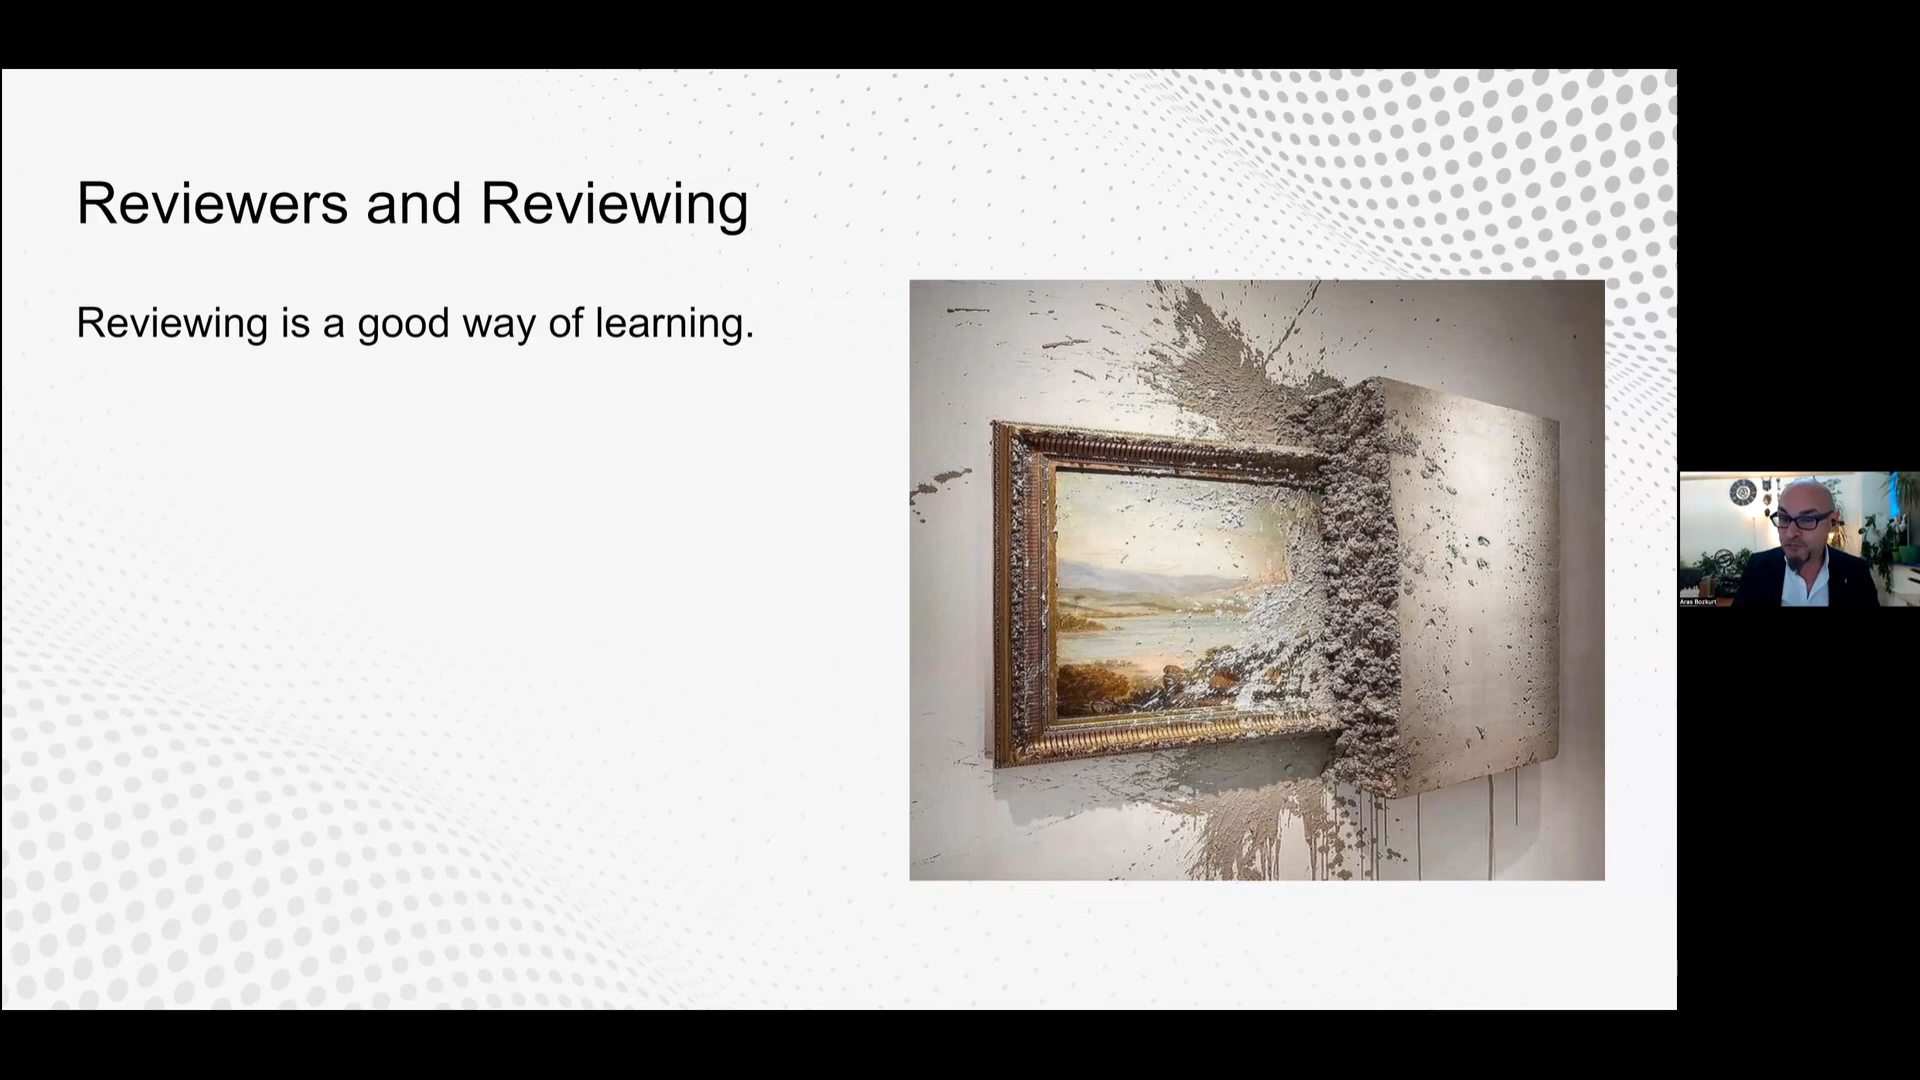 Reviewers and Reviewing
Reviewing is a good way of learning.
Aras Bozkurt